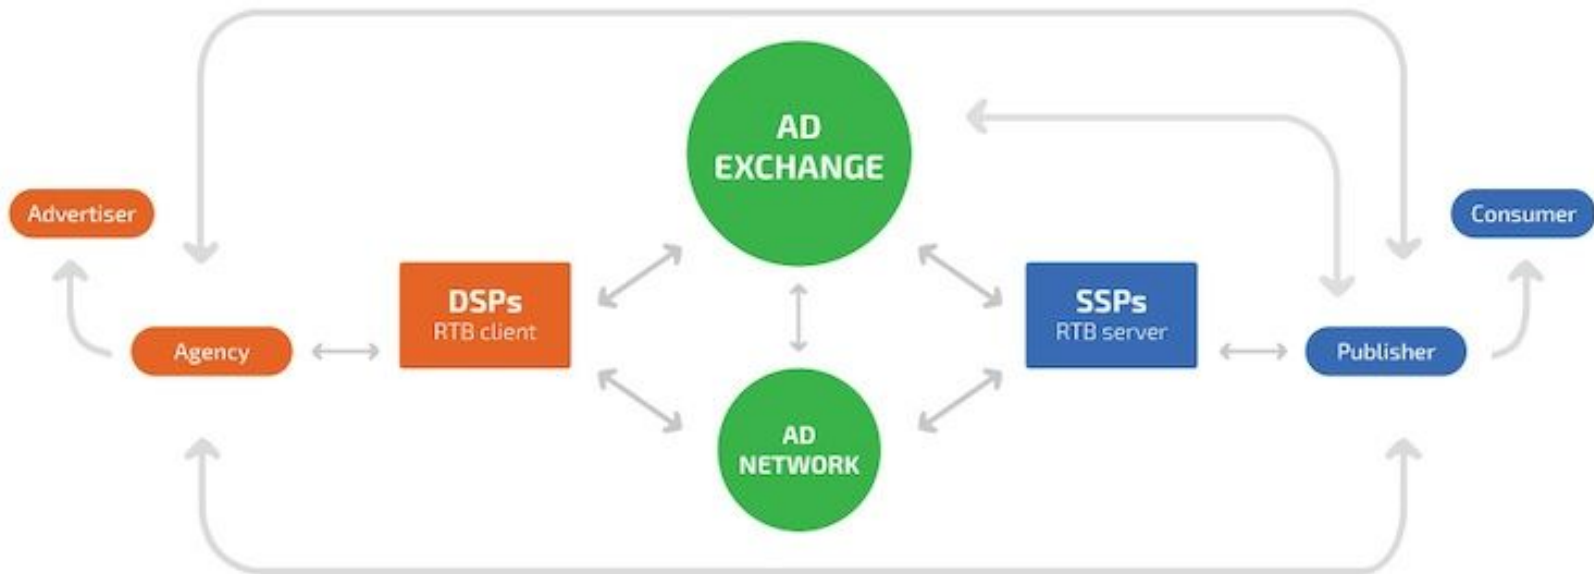 AD
EXCHANGE
Advertiser
Consumer
DSPs
RTB client
SSPs
RTB server
Agency
Publisher
AD
NETWORK